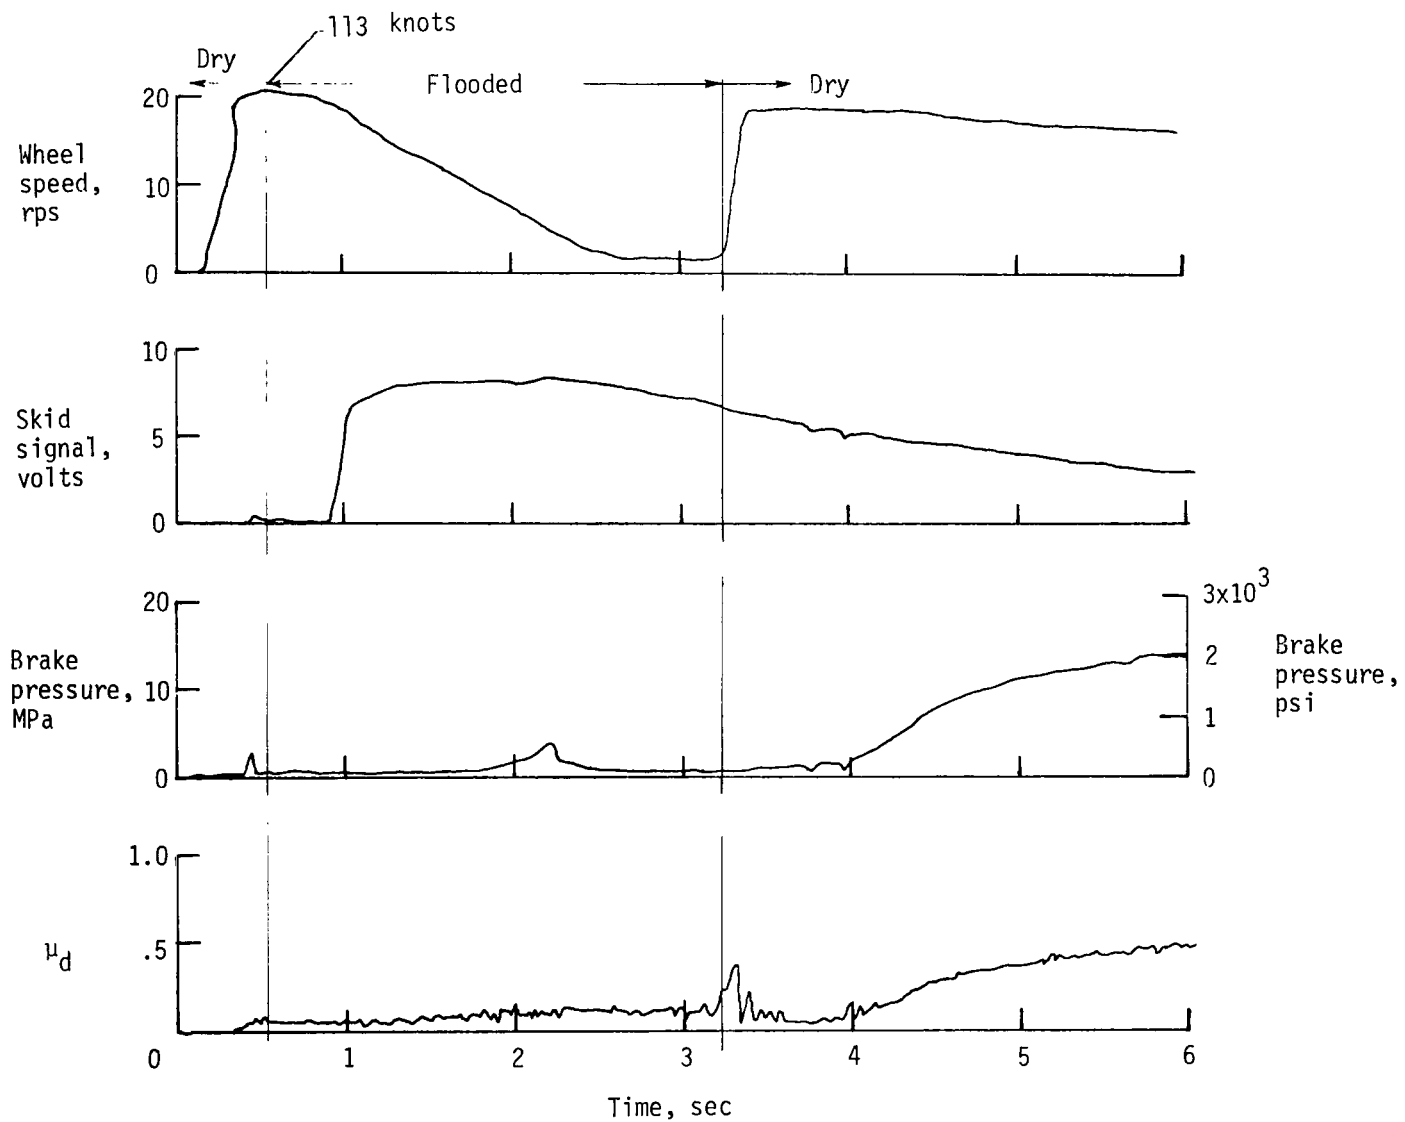 113 knots
Dry
Flooded
Dry
Wheel
speed,
rps
20
10
0
Skid
signal,
volts
10
5
0
Brake
pressure,
MPa
20
10
0
3x10³
2
1
0
Brake
pressure,
psi
μd
1.0
.5
0
1
2
3
4
5
6
Time, sec